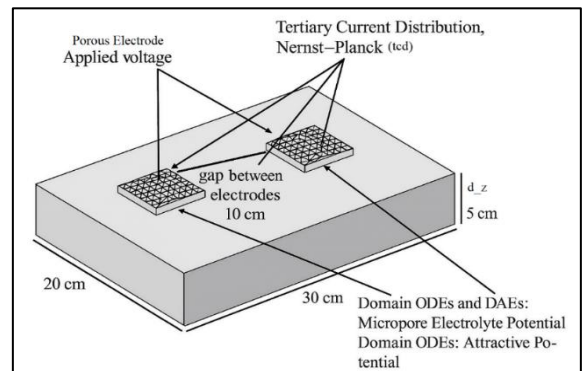 Porous Electrode
Applied voltage
Tertiary Current Distribution,
Nernst–Planck (tcd)
gap between
electrodes
10 cm
d_z
5 cm
20 cm
30 cm
Domain ODEs and DAEs:
Micropore Electrolyte Potential
Domain ODEs: Attractive Po-
tential